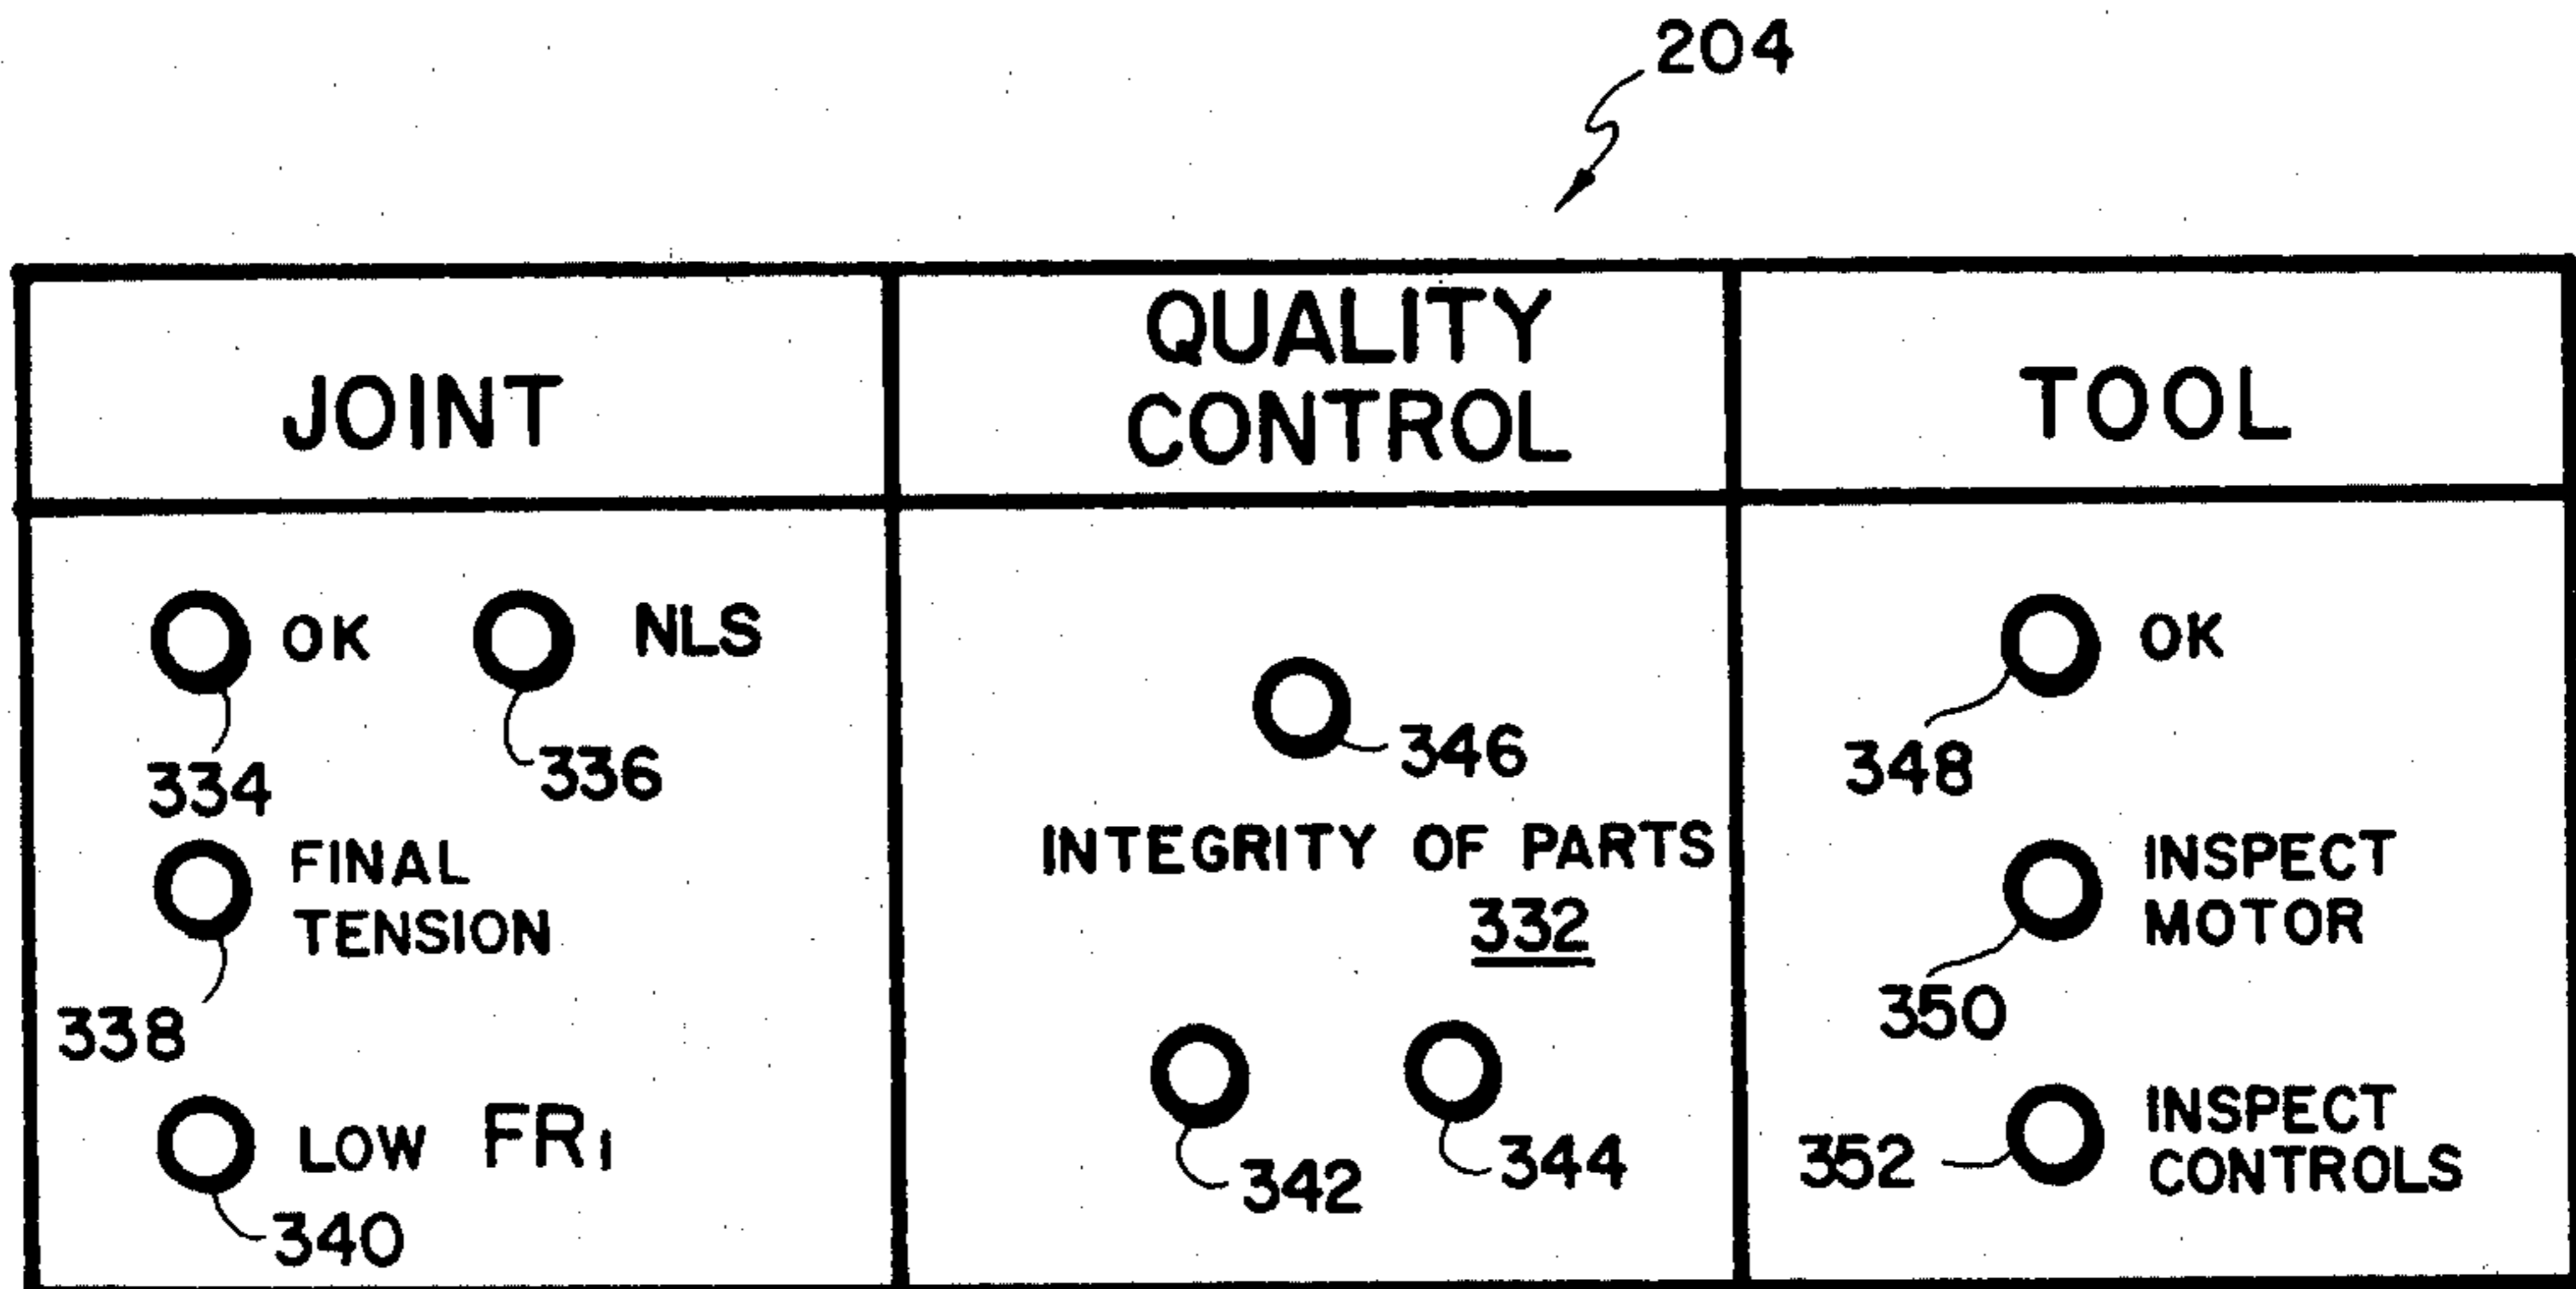 204
JOINT
QUALITY
CONTROL
TOOL
OK
NLS
334
336
FINAL
TENSION
338
LOW FR₁
340
346
INTEGRITY OF PARTS
332
342
344
OK
348
INSPECT
MOTOR
350
INSPECT
CONTROLS
352